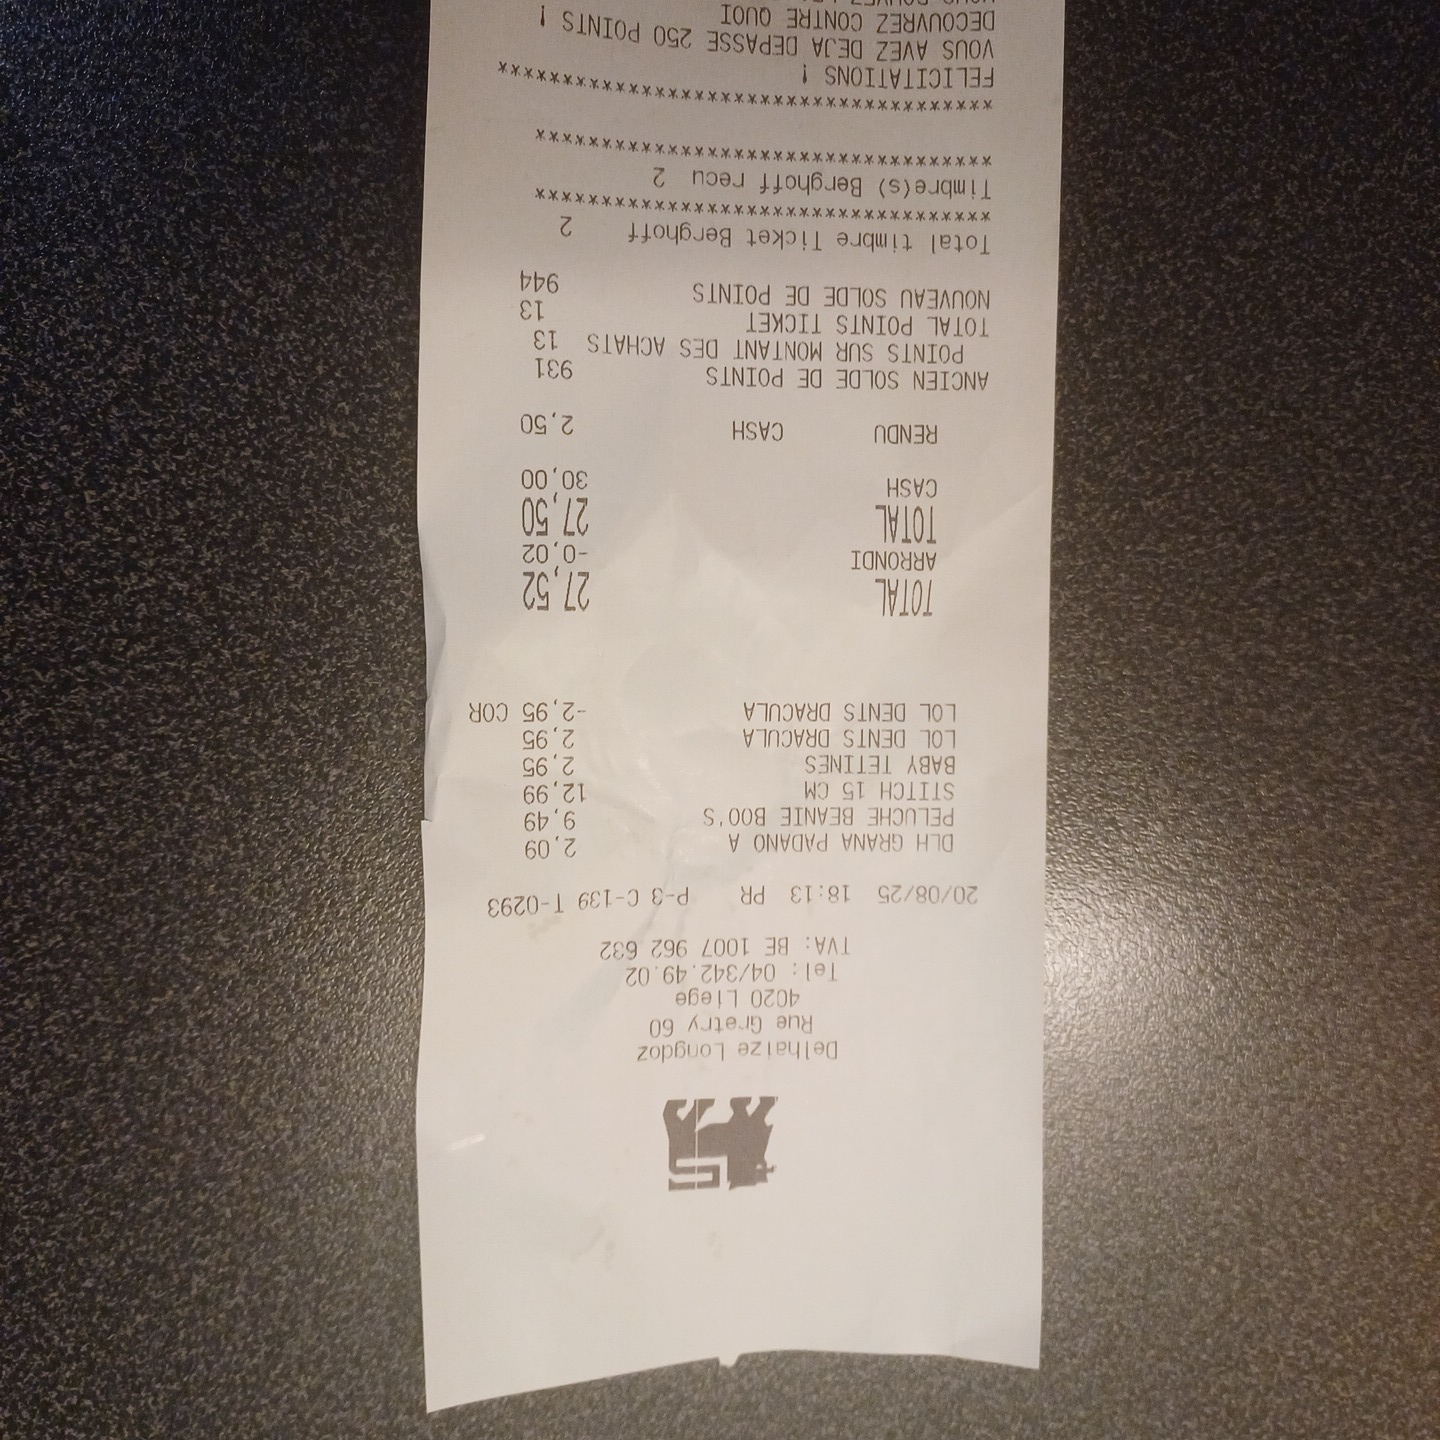 Delhaize Longdoz
Rue Gretry 60
4020 Liege
Tel: 04/342.49.02
TVA: BE 1007 962 632
20/08/25 18:13 PR P-3 C-139 T-0293
DLH GRANA PADANO A 2,09
PELUCHE BEANIE BOO'S 9,49
STITCH 15 CM 12,99
BABY TETINES 2,95
LOL DENTS DRACULA 2,95
LOL DENTS DRACULA -2,95 COR
TOTAL 27,52
ARRONDI -0,02
TOTAL 27,50
CASH 30,00
RENDU CASH 2,50
ANCIEN SOLDE DE POINTS 931
POINTS SUR MONTANT DES ACHATS 13
TOTAL POINTS TICKET 13
NOUVEAU SOLDE DE POINTS 944
Total timbre Ticket Berghoff 2
***********************************
Timbre(s) Berghoff recu 2
***********************************
**************************************
FELICITATIONS !
VOUS AVEZ DEJA DEPASSE 250 POINTS !
DECOUVREZ CONTRE QUOI